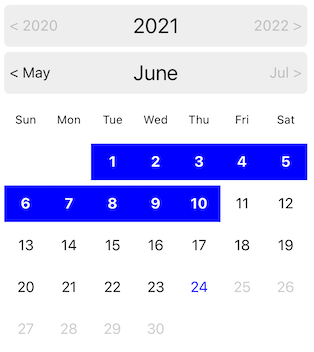 < 2020 2021 2022 >
< May June Jul >
Sun Mon Tue Wed Thu Fri Sat
1 2 3 4 5
6 7 8 9 10 11 12
13 14 15 16 17 18 19
20 21 22 23 24 25 26
27 28 29 30